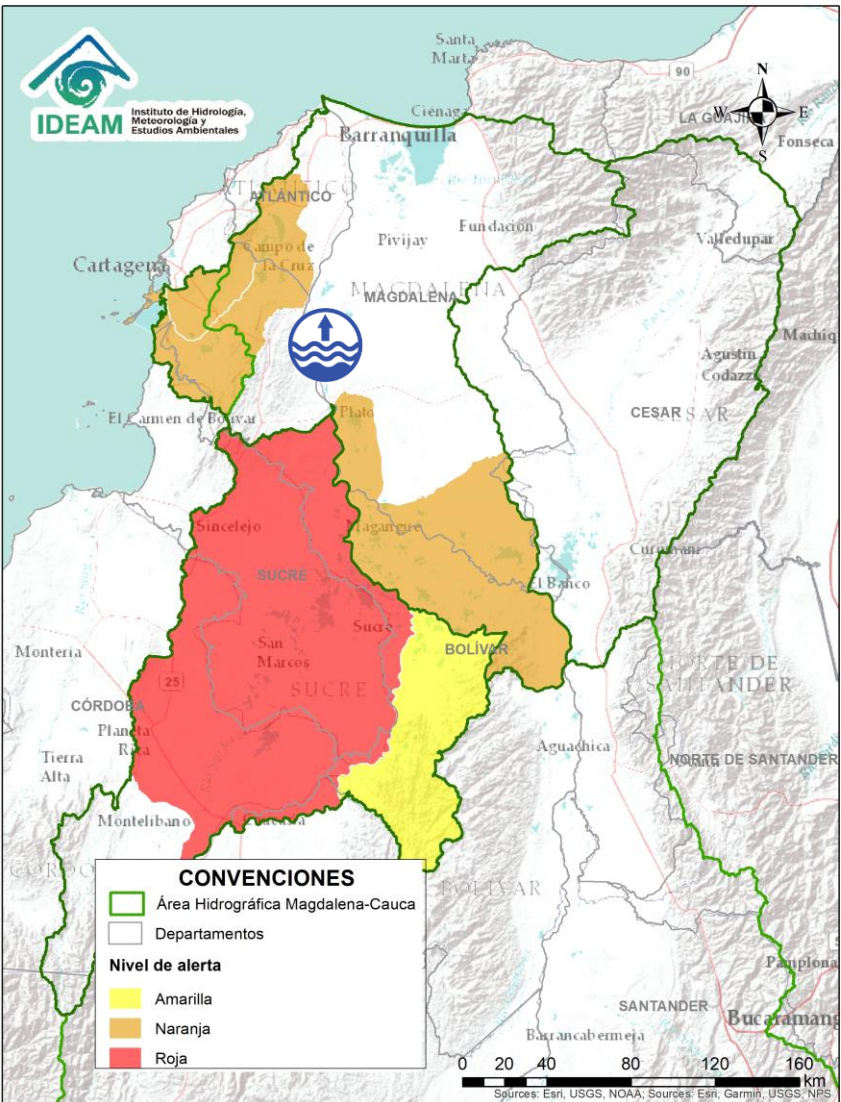 IDEAM
Instituto de Hidrología,
Meteorología y
Estudios Ambientales
Santa
Marta
90
N
W
E
S
Ciénaga
LA GUAJIRA
Barranquilla
Fonseca
ATLÁNTICO
ATLÁNTICO
Fundación
Pivijay
Valledupar
Campo de
la Cruz
Cartagena
MAGDALENA
MAGDALENA
Agustín
Codazzi
El Carmen de Bolívar
Plato
CESAR
CESAR
Sincelejo
Magangué
SUCRE
El Banco
Sucre
Montería
San
Marcos
BOLÍVAR
SUCRE
NORTE DE
SANTANDER
25
CÓRDOBA
Planeta
Rica
Tierra
Alta
Aguachica
NORTE DE SANTANDER
Montelíbano
BOLÍVAR
CONVENCIONES
Área Hidrográfica Magdalena-Cauca
Departamentos
Nivel de alerta
Amarilla
Naranja
Roja
Pamplona
SANTANDER
Bucaramang
Barrancabermeja
0 20 40 80 120 160
km
Sources: Esri, USGS, NOAA; Sources: Esri, Garmin, USGS, NPS